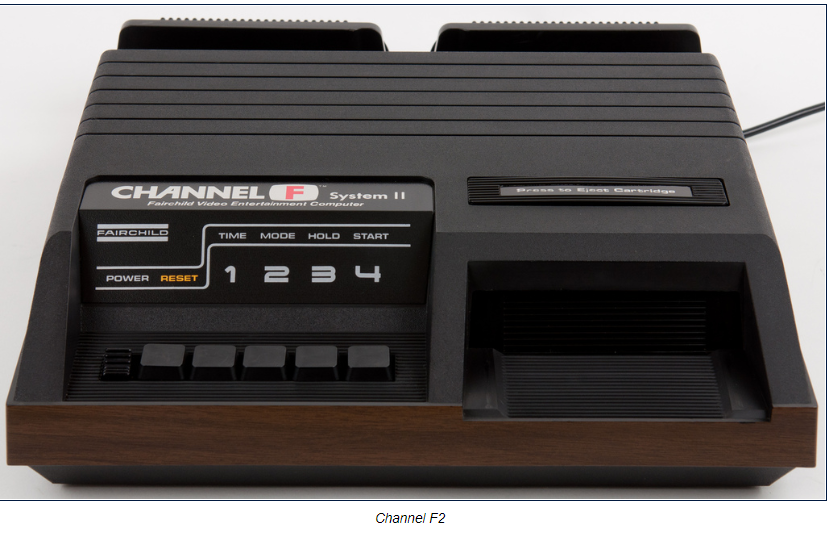 CHANNEL F™ System II
Fairchild Video Entertainment Computer
Press to Eject Cartridge
FAIRCHILD
TIME MODE HOLD START
POWER RESET 1 2 3 4
Channel F2